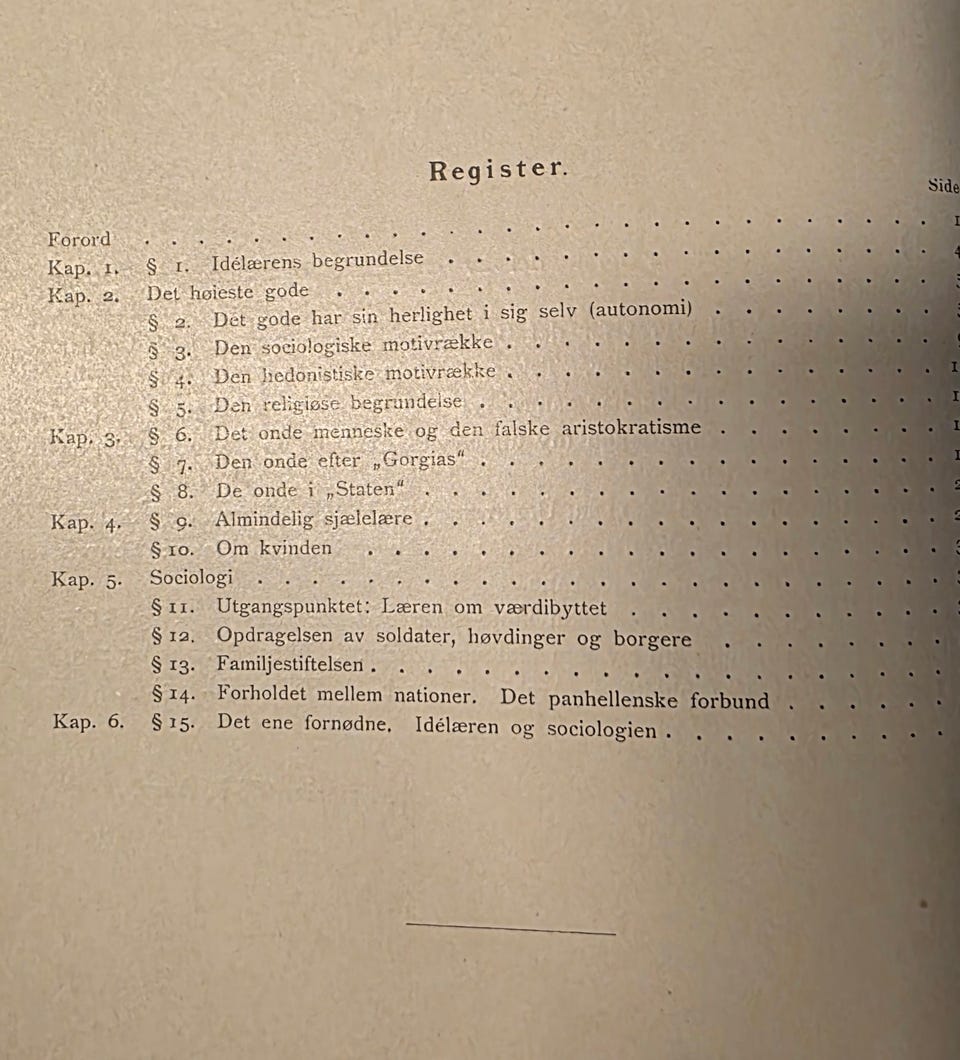 Register.
Side
Forord
Kap. 1. § 1. Idélærens begrundelse
Kap. 2. Det høieste gode
§ 2. Det gode har sin herlighet i sig selv (autonomi)
§ 3. Den sociologiske motivrække
§ 4. Den hedonistiske motivrække
§ 5. Den religiøse begrundelse
Kap. 3. § 6. Det onde menneske og den falske aristokratisme
§ 7. Den onde efter „Gorgias“
§ 8. De onde i „Staten“
Kap. 4. § 9. Almindelig sjælelære
§ 10. Om kvinden
Kap. 5. Sociologi
§ 11. Utgangspunktet: Læren om værdibyttet
§ 12. Opdragelsen av soldater, høvdinger og borgere
§ 13. Familjestiftelsen
§ 14. Forholdet mellem nationer. Det panhellenske forbund
Kap. 6. § 15. Det ene fornødne. Idélæren og sociologien